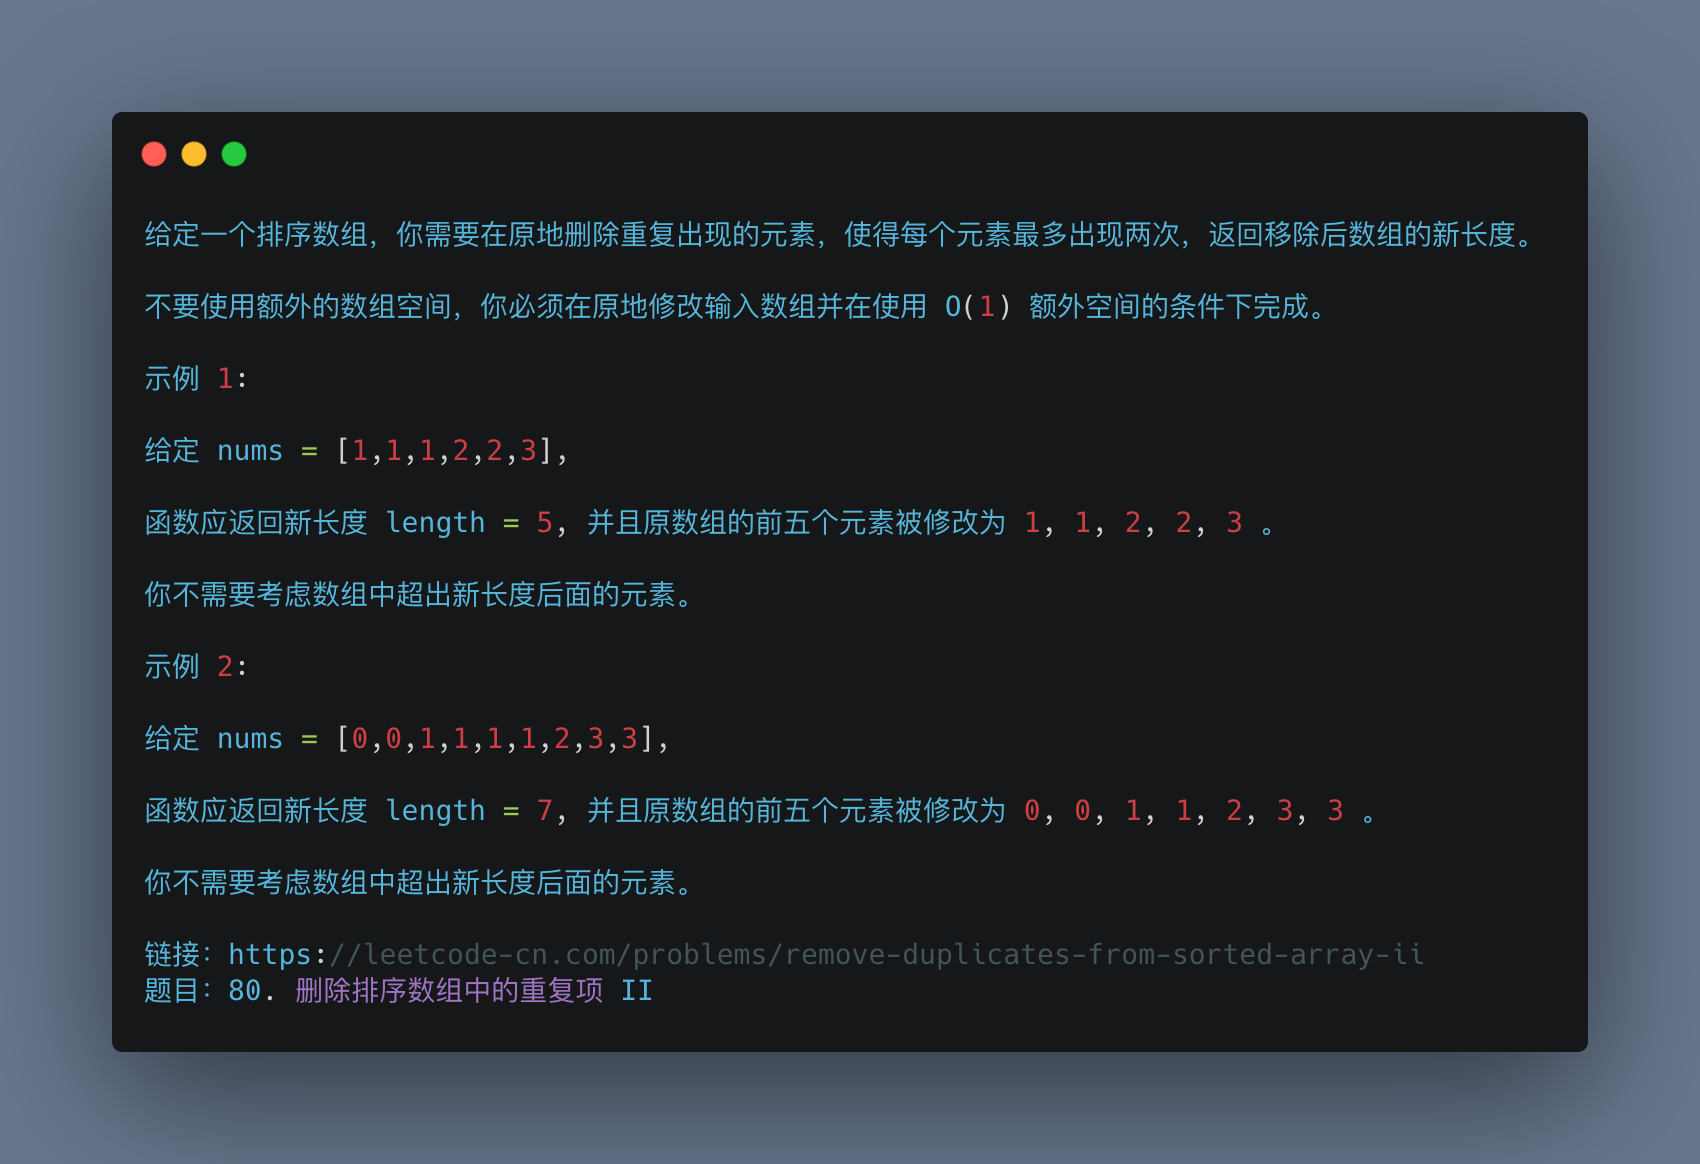 给定一个排序数组，你需要在原地删除重复出现的元素，使得每个元素最多出现两次，返回移除后数组的新长度。
不要使用额外的数组空间，你必须在原地修改输入数组并在使用 O(1) 额外空间的条件下完成。
示例 1:
给定 nums = [1,1,1,2,2,3],
函数应返回新长度 length = 5, 并且原数组的前五个元素被修改为 1, 1, 2, 2, 3 。
你不需要考虑数组中超出新长度后面的元素。
示例 2:
给定 nums = [0,0,1,1,1,1,2,3,3],
函数应返回新长度 length = 7, 并且原数组的前五个元素被修改为 0, 0, 1, 1, 2, 3, 3 。
你不需要考虑数组中超出新长度后面的元素。
链接：https://leetcode-cn.com/problems/remove-duplicates-from-sorted-array-ii
题目：80. 删除排序数组中的重复项 II